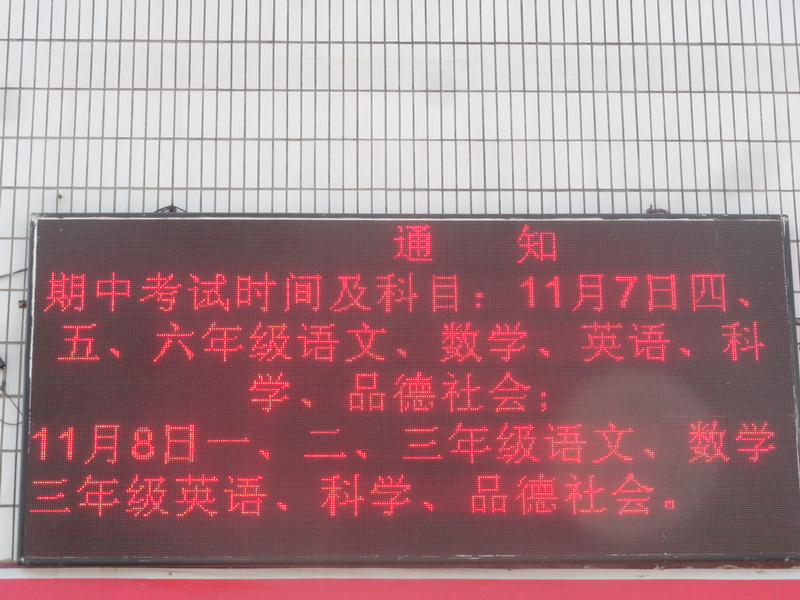 通 知
期中考试时间及科目：11月7日四、
五、六年级语文、数学、英语、科
学、品德社会；
11月8日一、二、三年级语文、数学
三年级英语、科学、品德社会。